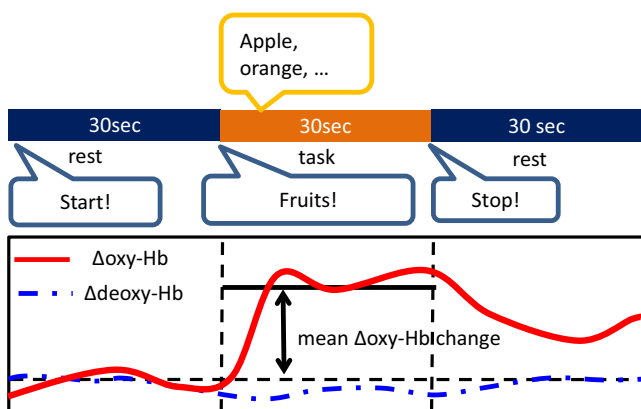 Apple,
orange, …
30sec
30sec
30 sec
rest
task
rest
Start!
Fruits!
Stop!
Δoxy-Hb
Δdeoxy-Hb
mean Δoxy-Hb change